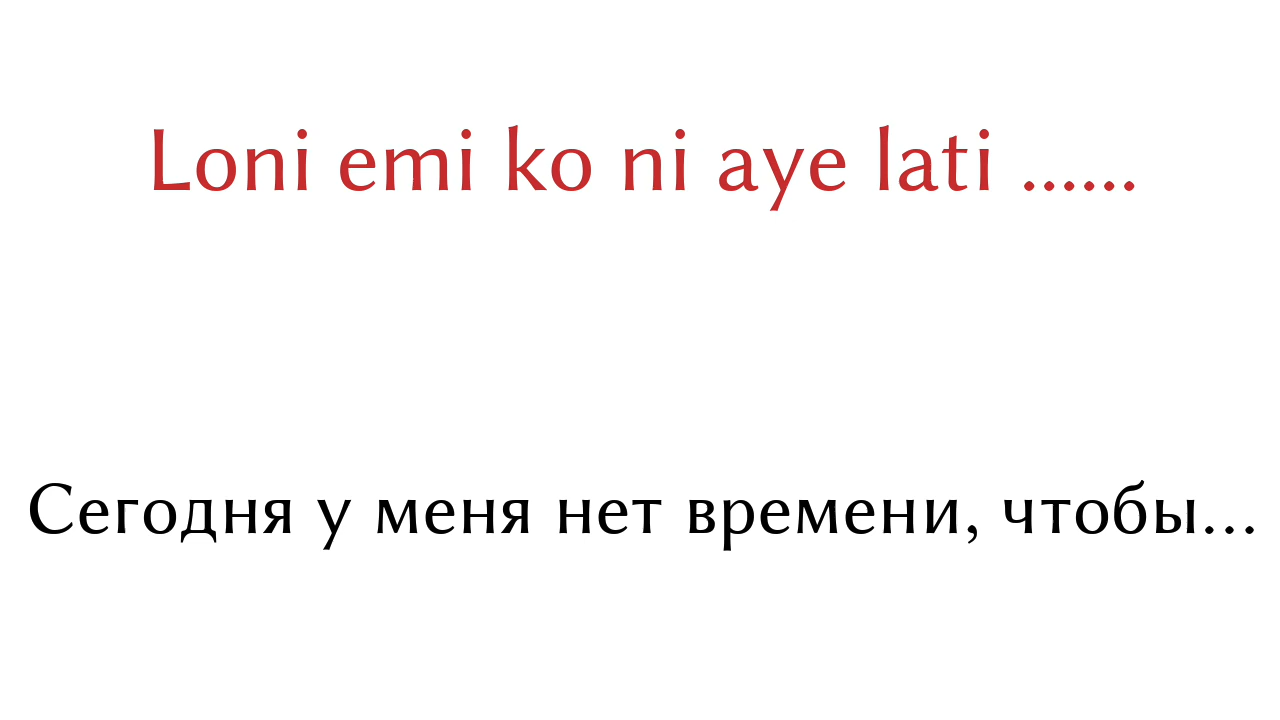 Loni emi ko ni aye lati ......
Сегодня у меня нет времени, чтобы...